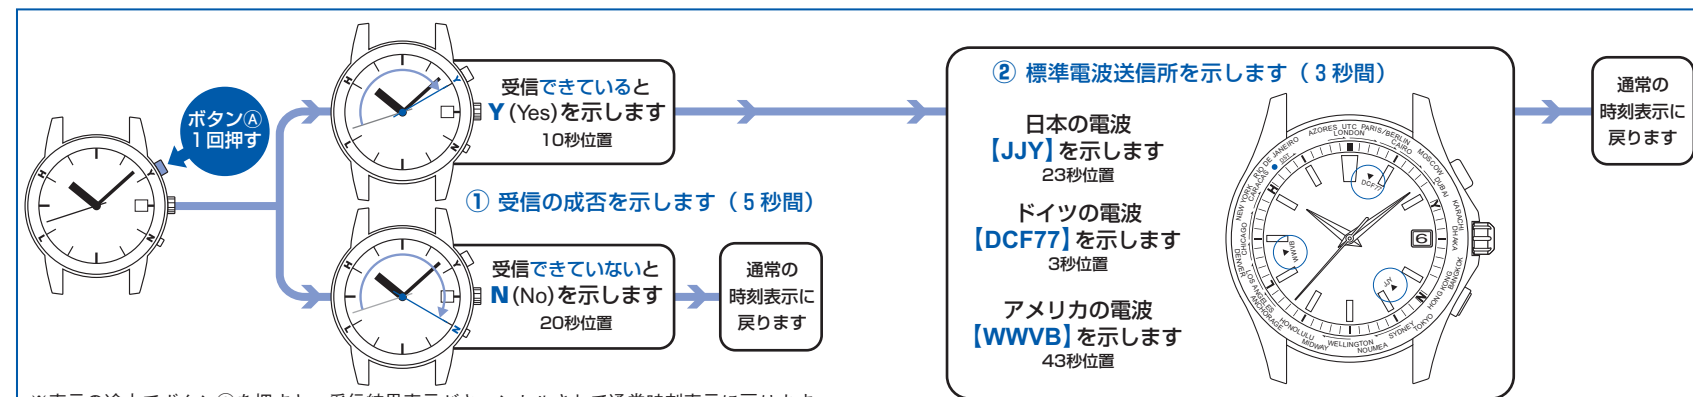 ボタンⒶ
1回押す
H
Y
L
N
H
Y
L
N
受信できていると
Y (Yes)を示します
10秒位置
① 受信の成否を示します(5秒間)
H
Y
L
N
受信できていないと
N (No)を示します
20秒位置
通常の
時刻表示に
戻ります
② 標準電波送信所を示します(3秒間)
日本の電波
【JJY】を示します
23秒位置
ドイツの電波
【DCF77】を示します
3秒位置
アメリカの電波
【WWVB】を示します
43秒位置
AZORES UTC PARIS/BERLIN
LONDON CAIRO MOSCOW DUBAI KARACHI
DHAKA BANGKOK HONG KONG TOKYO SYDNEY
NOUMEA WELLINGTON MIDWAY HONOLULU
ANCHORAGE LOS ANGELES DENVER CHICAGO
NEW YORK CARACAS RIO DE JANEIRO
DST
DCF77
WWVB
JJY
H
Y
L
N
6
通常の
時刻表示に
戻ります